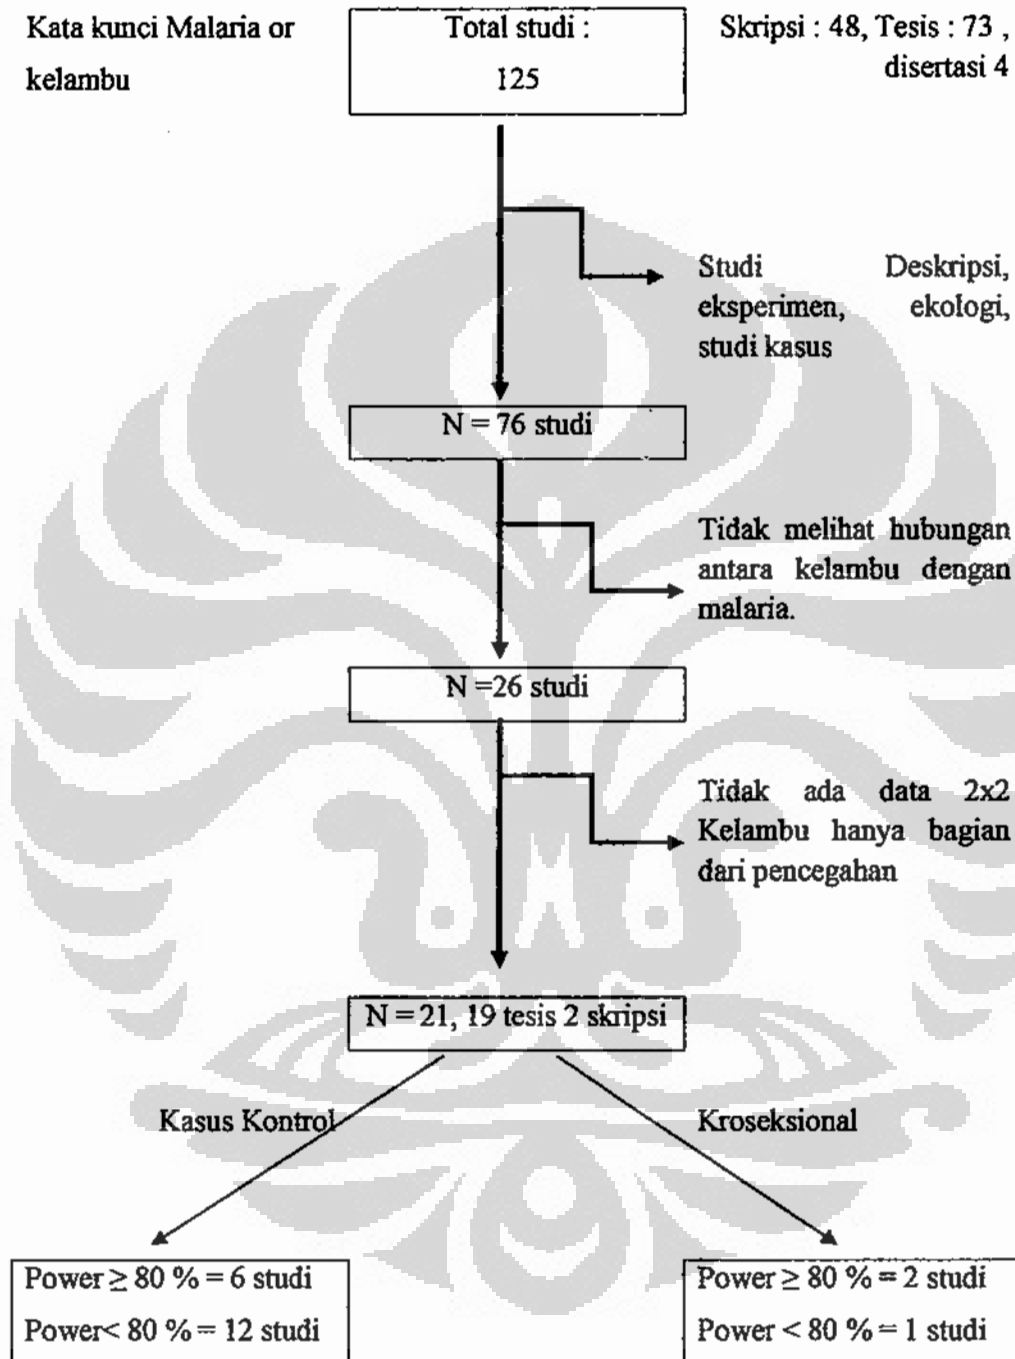 Kata kunci Malaria or
kelambu
Total studi :
125
Skripsi : 48, Tesis : 73 ,
disertasi 4
Studi Deskripsi,
eksperimen, ekologi,
studi kasus
N = 76 studi
Tidak melihat hubungan
antara kelambu dengan
malaria.
N =26 studi
Tidak ada data 2x2
Kelambu hanya bagian
dari pencegahan
N = 21, 19 tesis 2 skripsi
Kasus Kontrol
Kroseksional
Power ≥ 80 % = 6 studi
Power< 80 % = 12 studi
Power ≥ 80 % = 2 studi
Power < 80 % = 1 studi